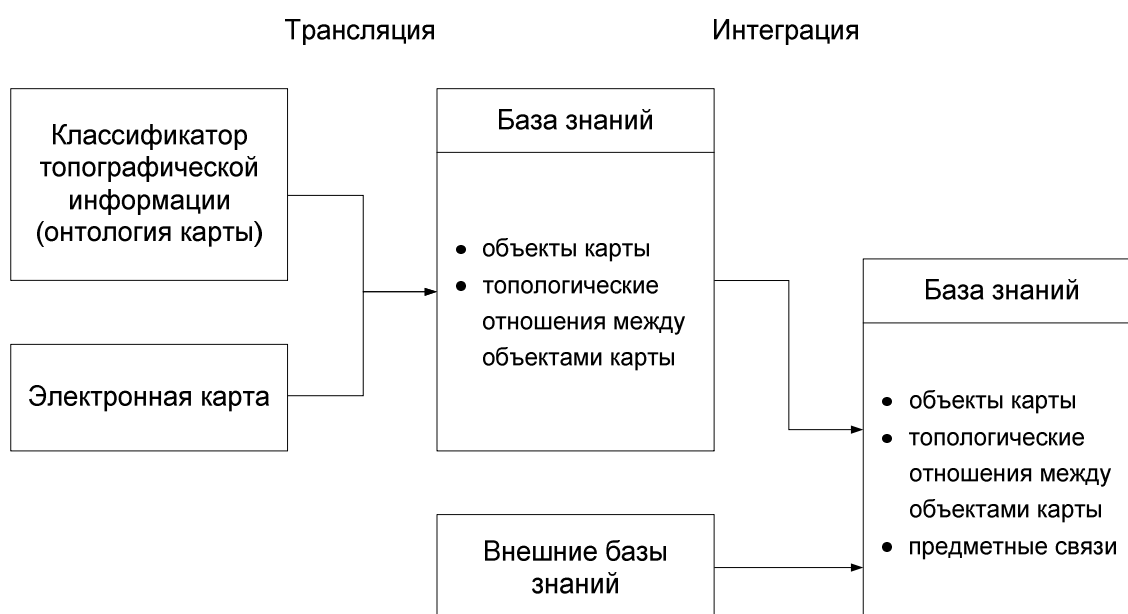 Трансляция
Интеграция
Классификатор
топографической
информации
(онтология карты)
Электронная карта
База знаний
• объекты карты
• топологические
отношения между
объектами карты
Внешние базы
знаний
База знаний
• объекты карты
• топологические
отношения между
объектами карты
• предметные связи